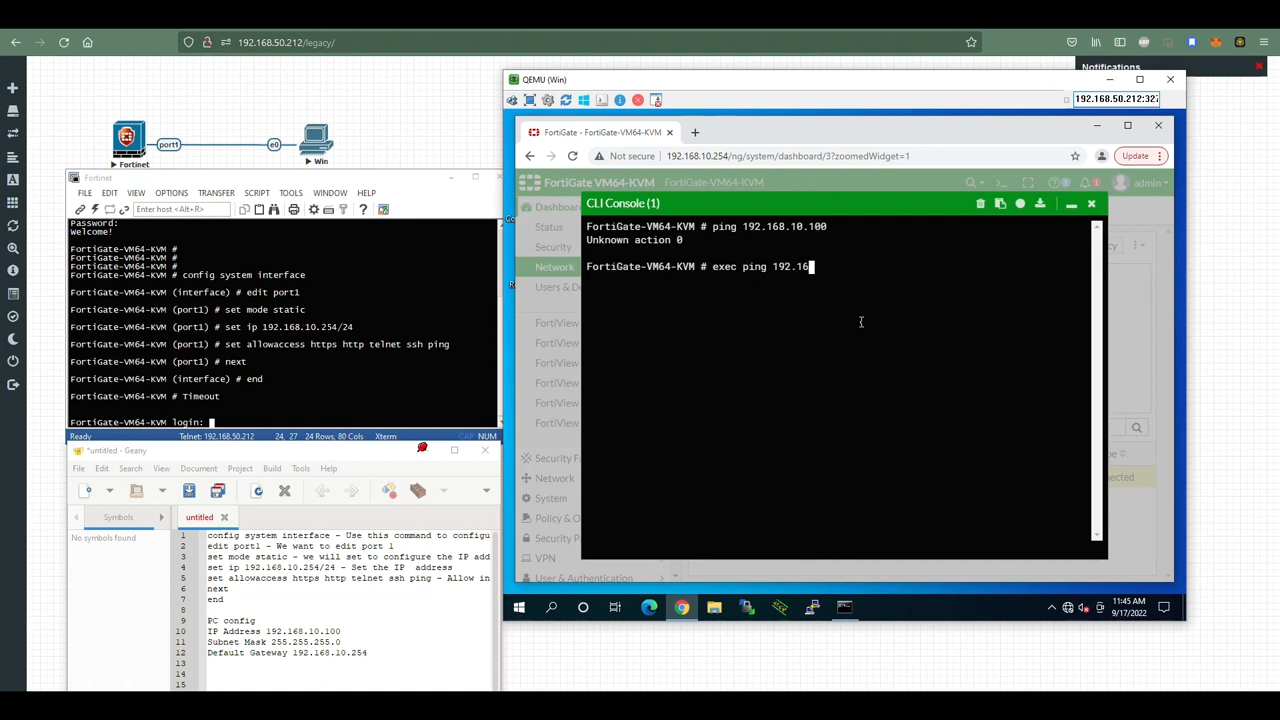 192.168.50.212/legacy/
Notifications
port1
e0
Fortinet
Win
Fortinet
FILE EDIT VIEW OPTIONS TRANSFER SCRIPT TOOLS WINDOW HELP
Enter host <Alt+R>
Password:
Welcome!
FortiGate-VM64-KVM #
FortiGate-VM64-KVM #
FortiGate-VM64-KVM #
FortiGate-VM64-KVM # config system interface
FortiGate-VM64-KVM (interface) # edit port1
FortiGate-VM64-KVM (port1) # set mode static
FortiGate-VM64-KVM (port1) # set ip 192.168.10.254/24
FortiGate-VM64-KVM (port1) # set allowaccess https http telnet ssh ping
FortiGate-VM64-KVM (port1) # next
FortiGate-VM64-KVM (interface) # end
FortiGate-VM64-KVM # Timeout
FortiGate-VM64-KVM login:
Ready Telnet: 192.168.50.212 24, 27 24 Rows, 80 Cols Xterm CAP NUM
*untitled - Geany
File Edit Search View Document Project Build Tools Help
Symbols
untitled
No symbols found
1 config system interface - Use this command to configu
2 edit port1 - We want to edit port 1
3 set mode static - we will set to configure the IP add
4 set ip 192.168.10.254/24 - Set the IP address
5 set allowaccess https http telnet ssh ping - Allow in
6 next
7 end
8
9 PC config
10 IP Address 192.168.10.100
11 Subnet Mask 255.255.255.0
12 Default Gateway 192.168.10.254
13
14
15
QEMU (Win)
192.168.50.212:327
FortiGate - FortiGate-VM64-KVM
Not secure 192.168.10.254/ng/system/dashboard/3?zoomedWidget=1
Update
FortiGate VM64-KVM FortiGate-VM64-KVM
admin
Dashboard
Status
Security
Network
Users & De
FortiView
FortiView
FortiView
FortiView
FortiView
FortiView
Security Fa
Network
System
Policy & O
Security P
VPN
User & Authentication
CLI Console (1)
FortiGate-VM64-KVM # ping 192.168.10.100
Unknown action 0
FortiGate-VM64-KVM # exec ping 192.16
11:45 AM
9/17/2022